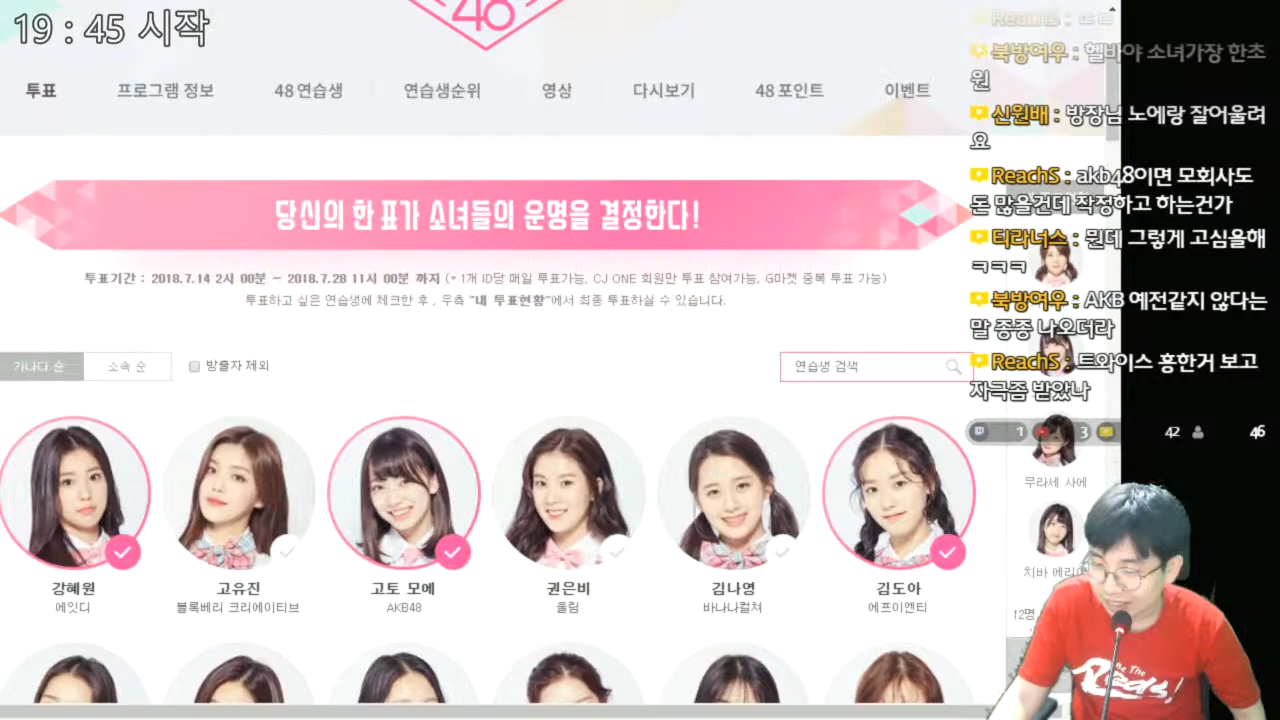 19 : 45 시작
48
투표 프로그램 정보 48 연습생 연습생순위 영상 다시보기 48 포인트 이벤트
당신의 한 표가 소녀들의 운명을 결정한다!
투표기간 : 2018.7.14 2시 00분 ~ 2018.7.28 11시 00분 까지 (* 1개 ID당 매일 투표가능, CJ ONE 회원만 투표 참여가능, G마켓 중복 투표 가능)
투표하고 싶은 연습생에 체크한 후 , 우측 "내 투표현황"에서 최종 투표하실 수 있습니다.
가나다 순 소속 순 방출자 제외
연습생 검색
강혜원 고유진 고토 모에 권은비 김나영 김도아
에잇디 블록베리 크리에이티브 AKB48 울림 바나나컬쳐 에프이엔티
ReachS : ㄷㄷ
북방여우 : 헬바야 소녀가장 한초
원
신원배 : 방장님 노에랑 잘어울려
요
ReachS : akb48이면 모회사도
돈 많을건데 작정하고 하는건가
티라너스 : 뭔데 그렇게 고심을해
ㅋㅋㅋ
북방여우 : AKB 예전같지 않다는
말 종종 나오더라
ReachS : 트와이스 흥한거 보고
자극좀 받았나
1 3 42 46
무라세 사에
치바 에리이
12명
Be The
Reds!